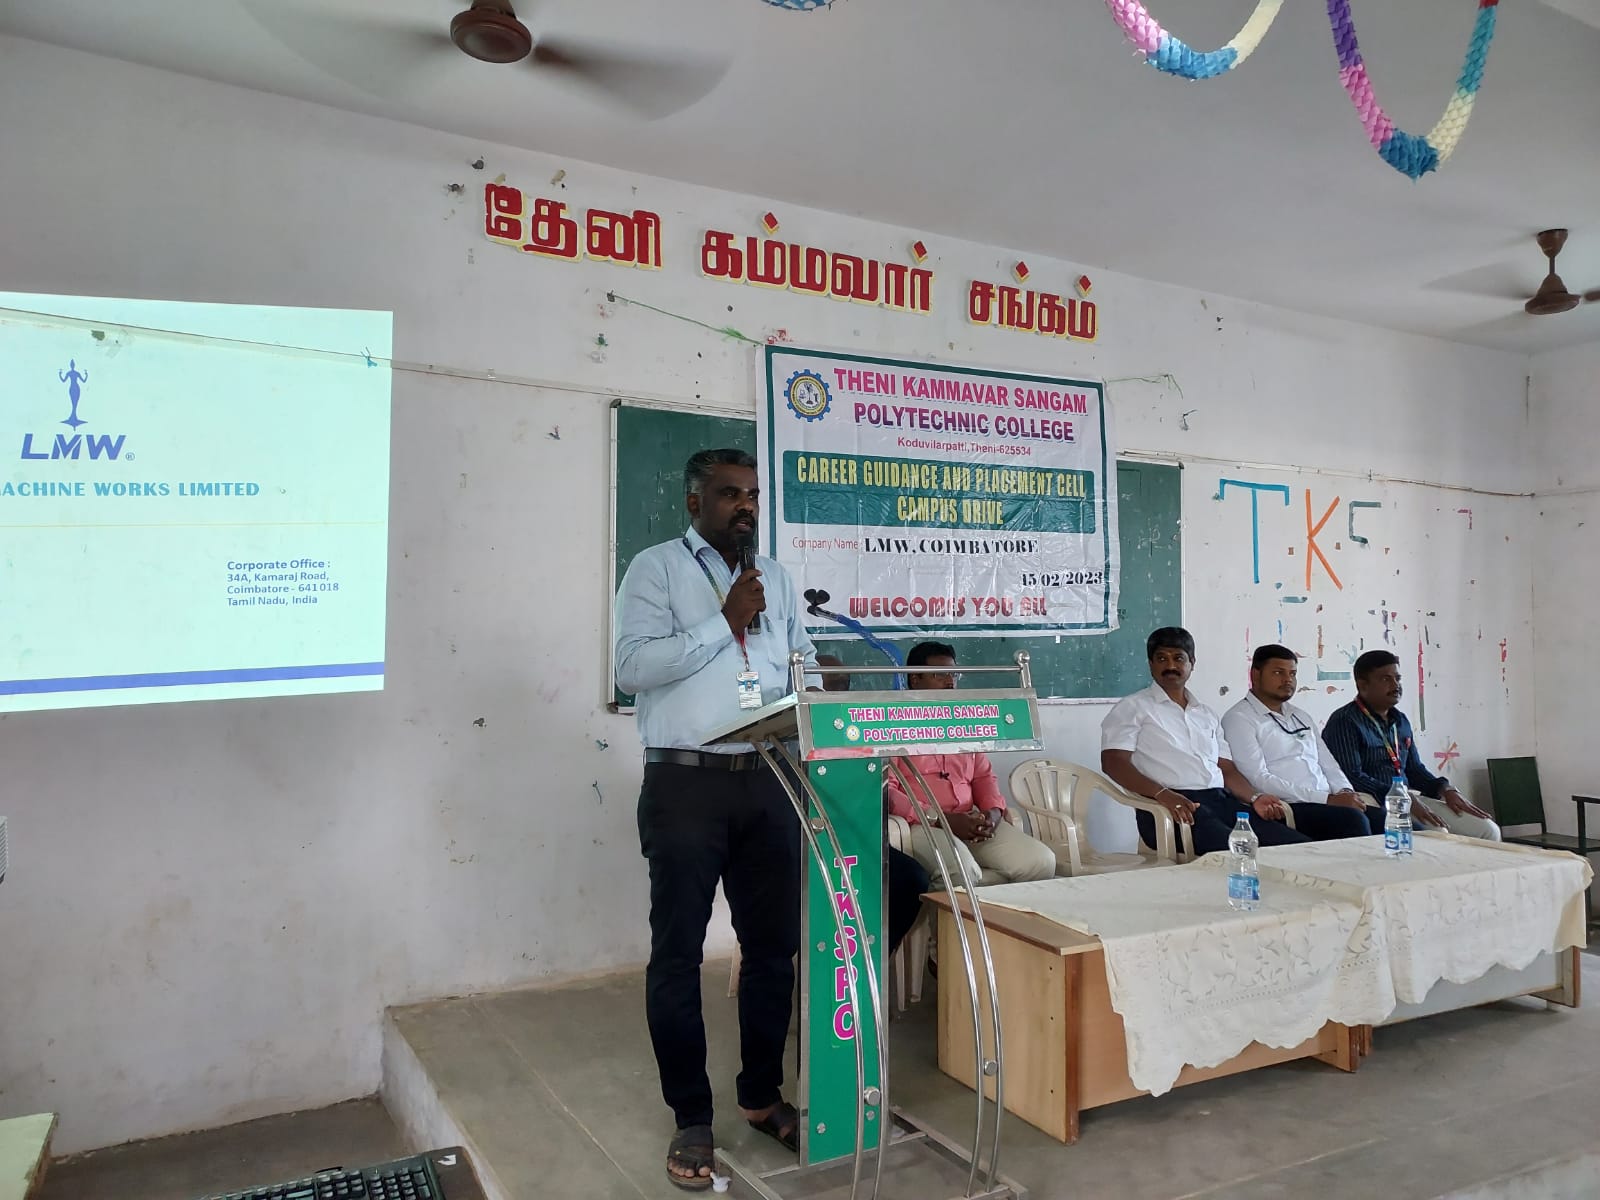 தேனி கம்மவார் சங்கம்
LMW®
MACHINE WORKS LIMITED
Corporate Office :
34A, Kamaraj Road,
Coimbatore - 641 018
Tamil Nadu, India
THENI KAMMAVAR SANGAM
POLYTECHNIC COLLEGE
Koduvilarpatti,Theni-625534
CAREER GUIDANCE AND PLACEMENT CELL
CAMPUS DRIVE
Company Name LMW, COIMBATORE
15/02/2023
WELCOMES YOU ALL
T.K.S
THENI KAMMAVAR SANGAM
POLYTECHNIC COLLEGE
TKSPC